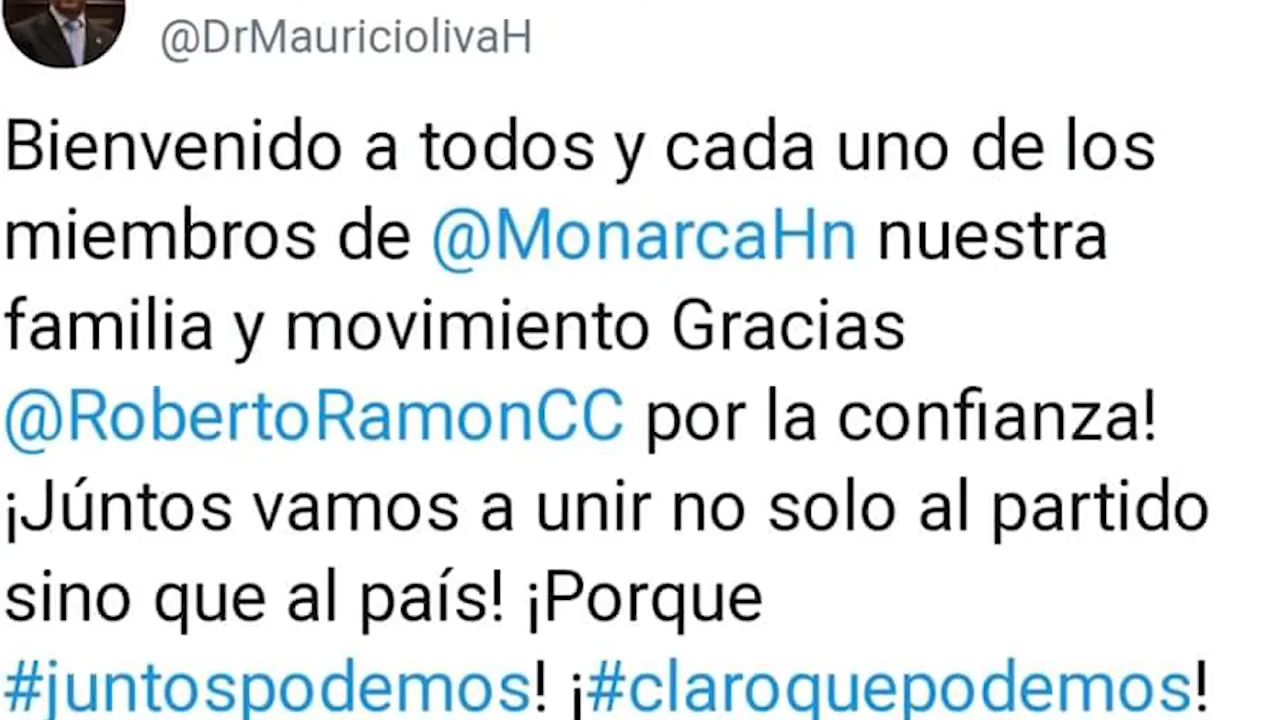 @DrMauriciolivaH
Bienvenido a todos y cada uno de los
miembros de @MonarcaHn nuestra
familia y movimiento Gracias
@RobertoRamonCC por la confianza!
¡Júntos vamos a unir no solo al partido
sino que al país! ¡Porque
#juntospodemos! ¡#claroquepodemos!